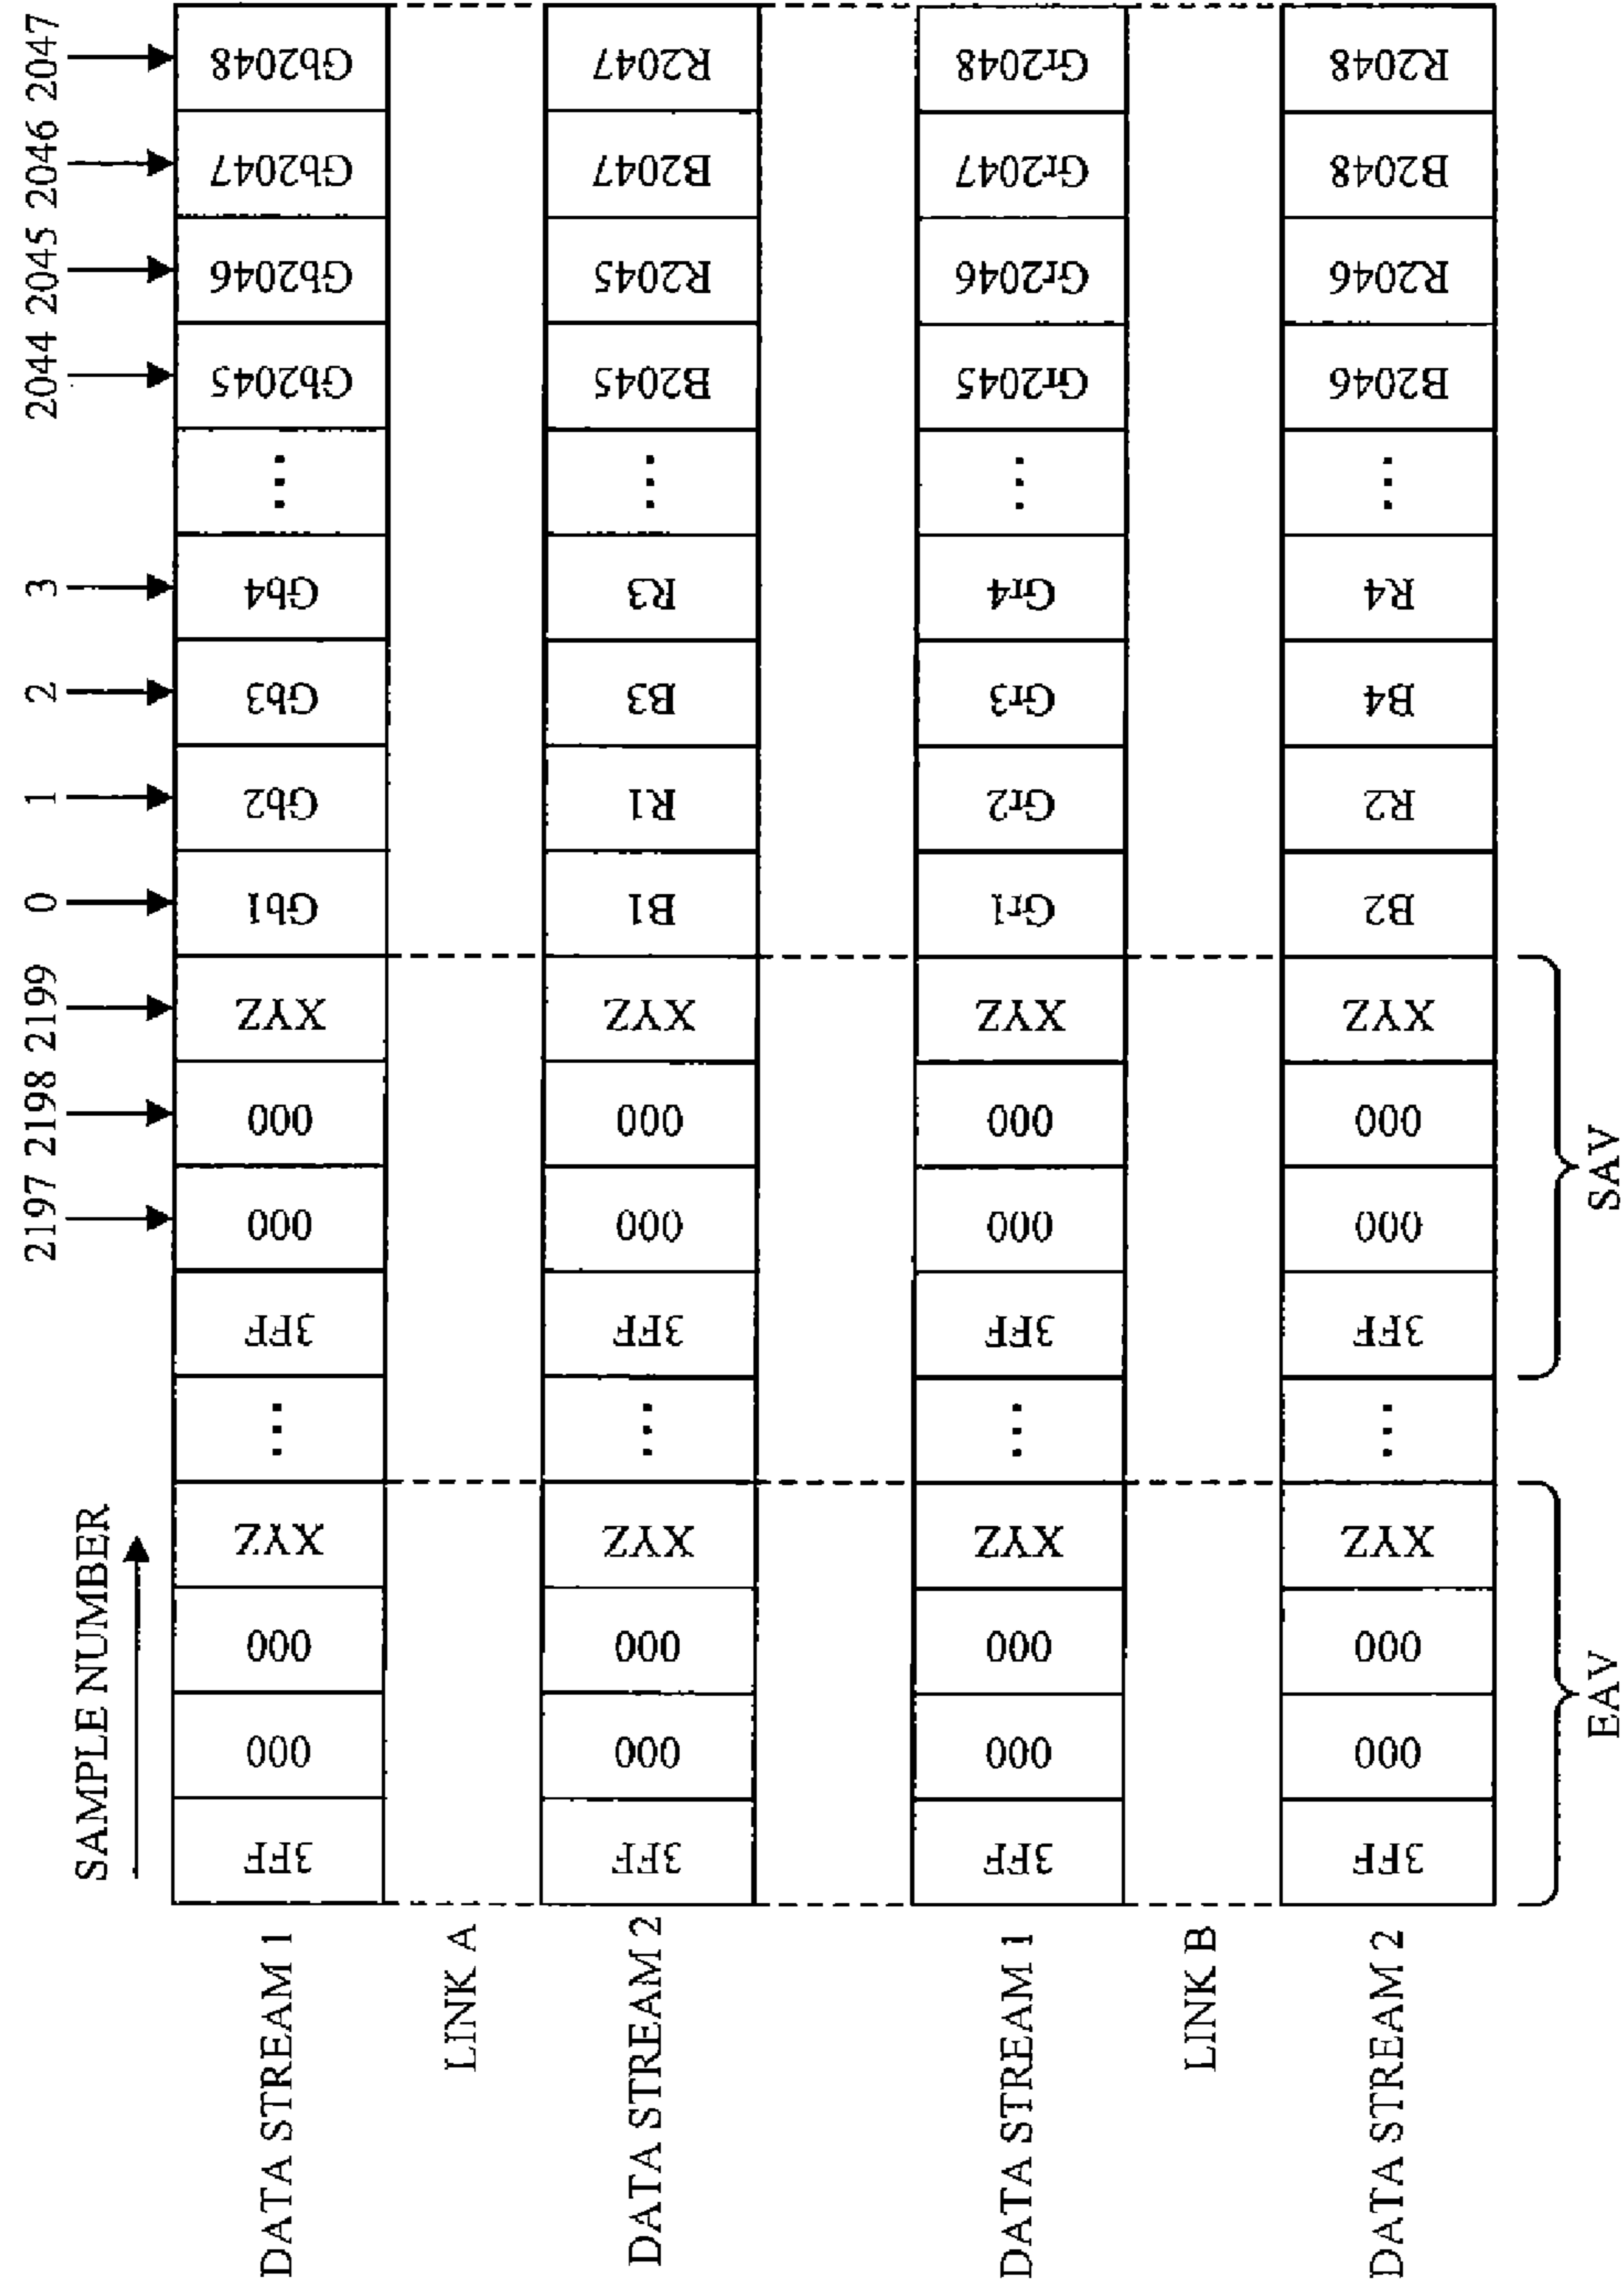 SAMPLE NUMBER
2197 2198 2199 0 1 2 3 2044 2045 2046 2047
DATA STREAM 1
3FF 000 000 XYZ ... 3FF 000 000 XYZ Gb1 Gb2 Gb3 Gb4 ... Gb2045 Gb2046 Gb2047 Gb2048
LINK A
DATA STREAM 2
3FF 000 000 XYZ ... 3FF 000 000 XYZ B1 R1 B3 R3 ... B2045 R2045 B2047 R2047
DATA STREAM 1
3FF 000 000 XYZ ... 3FF 000 000 XYZ Gr1 Gr2 Gr3 Gr4 ... Gr2045 Gr2046 Gr2047 Gr2048
LINK B
DATA STREAM 2
3FF 000 000 XYZ ... 3FF 000 000 XYZ B2 R2 B4 R4 ... B2046 R2046 B2048 R2048
EAV SAV